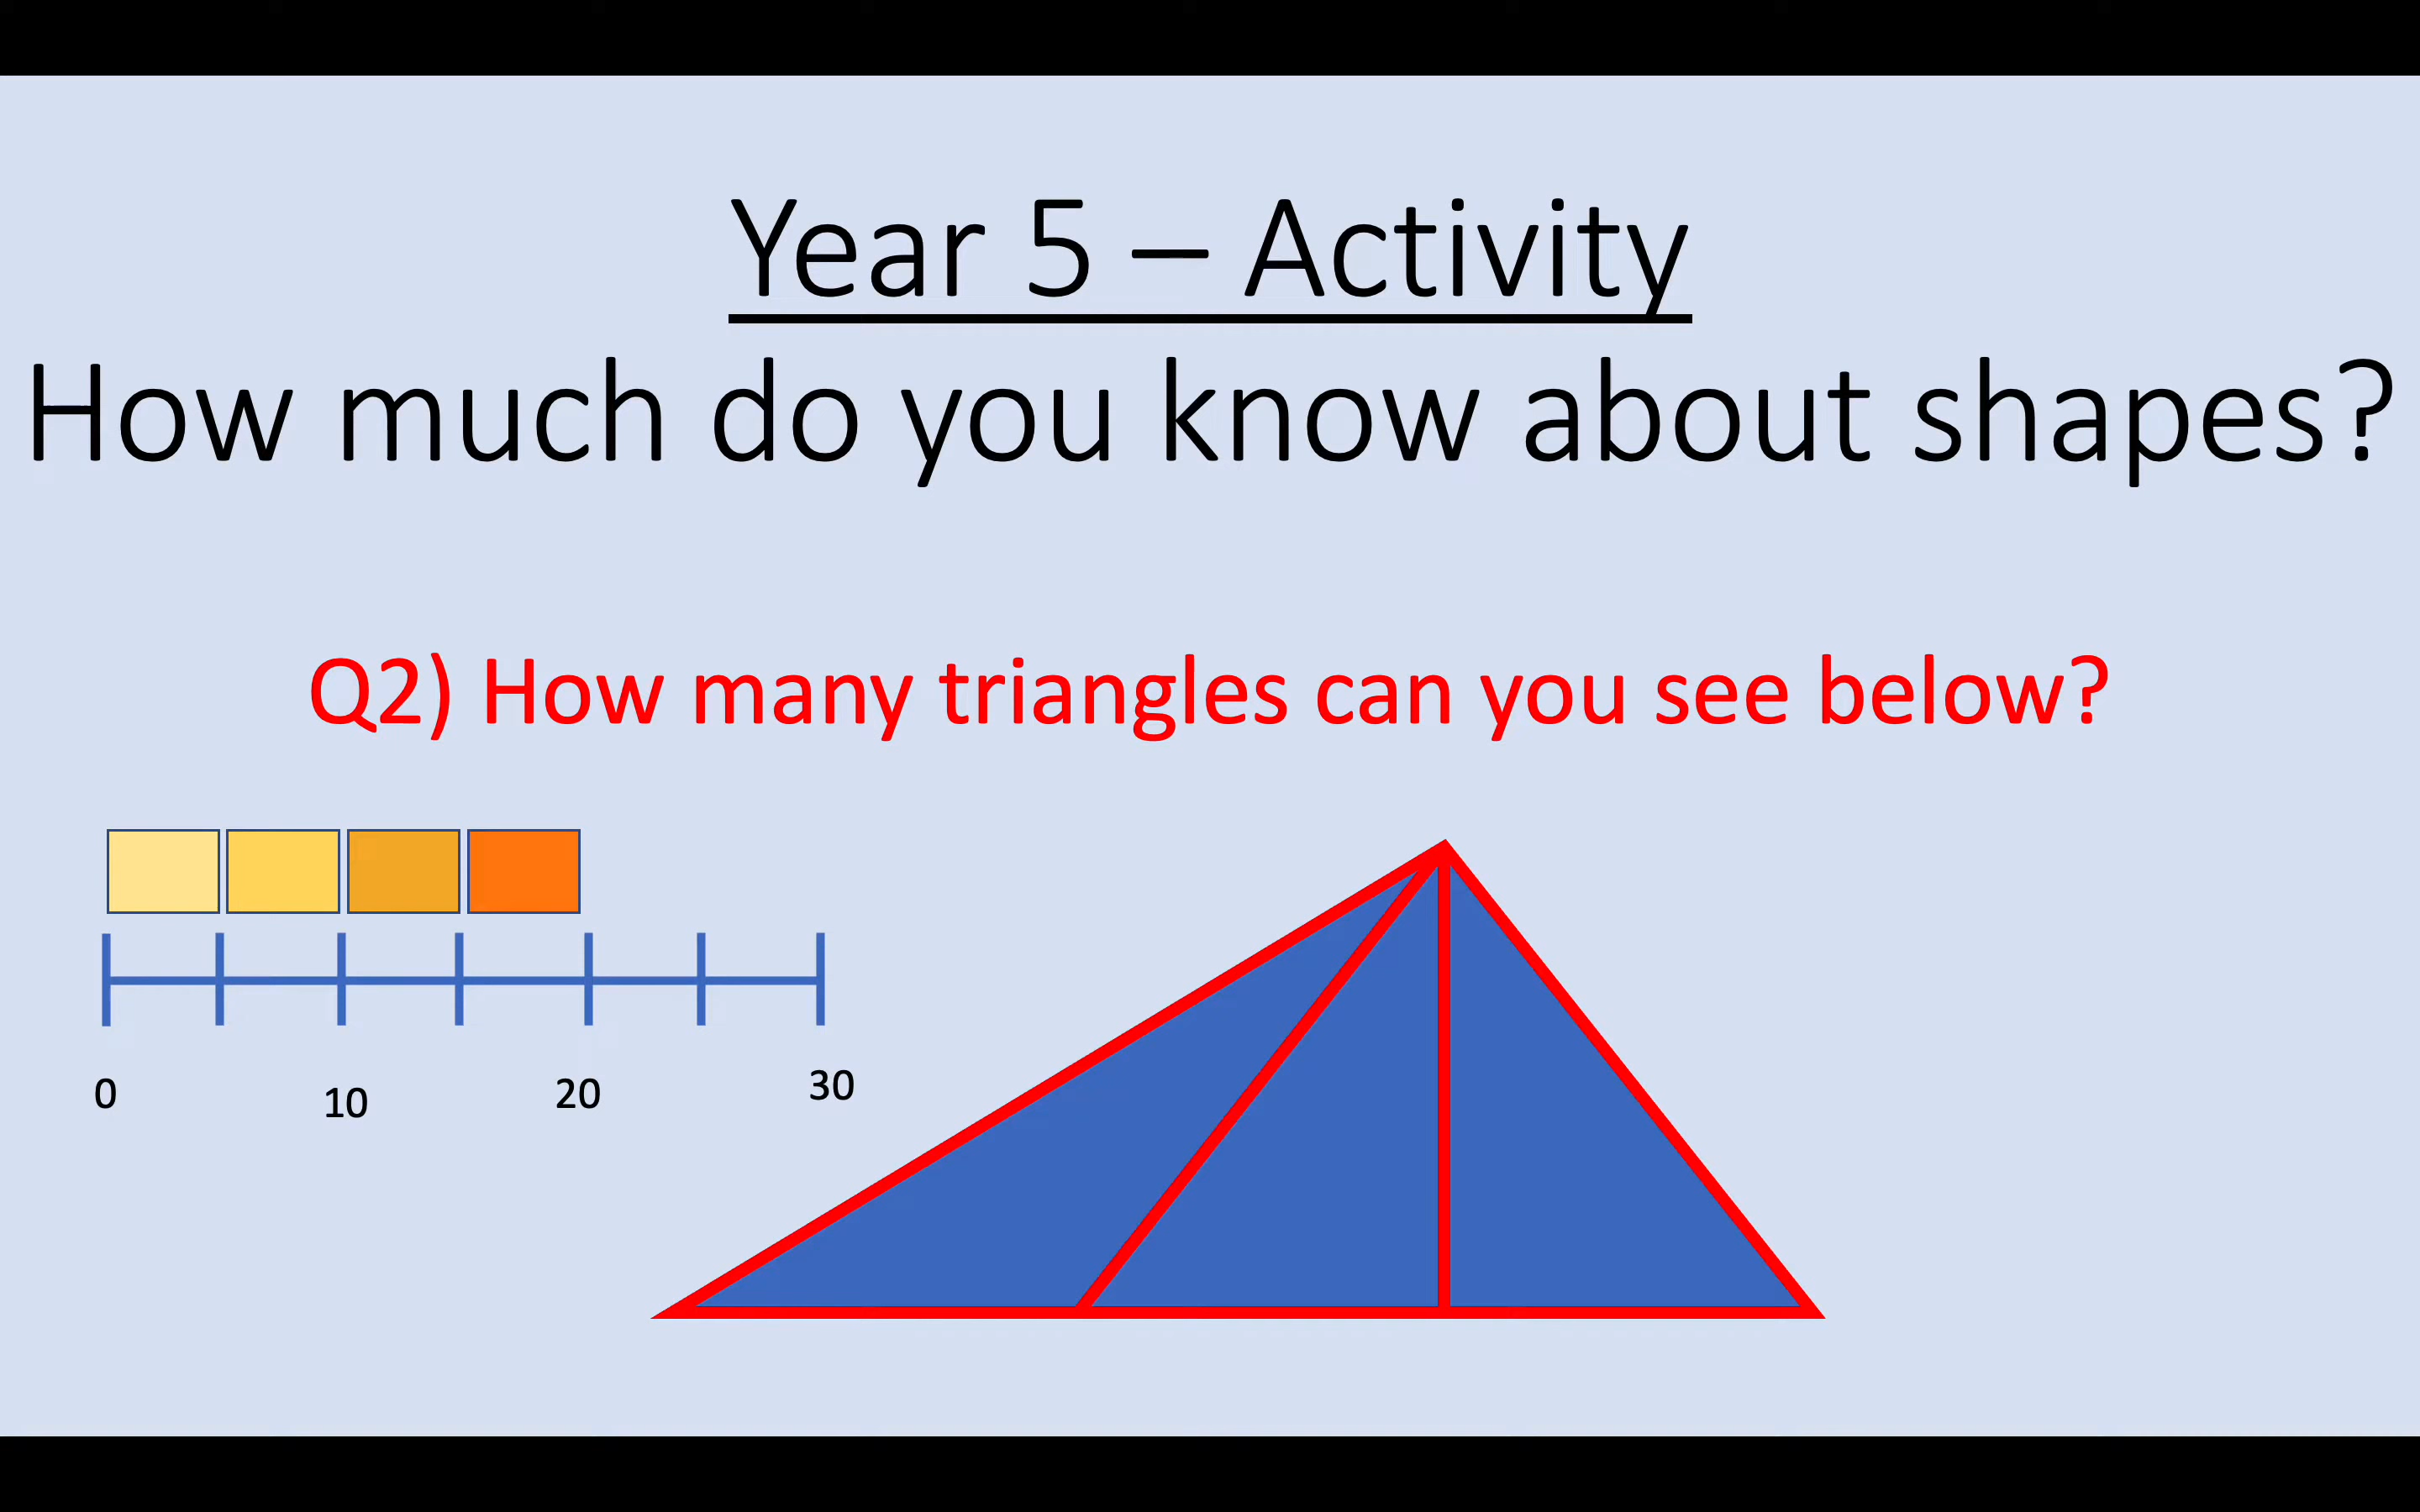 Year 5 – Activity
How much do you know about shapes?
Q2) How many triangles can you see below?
0 10 20 30